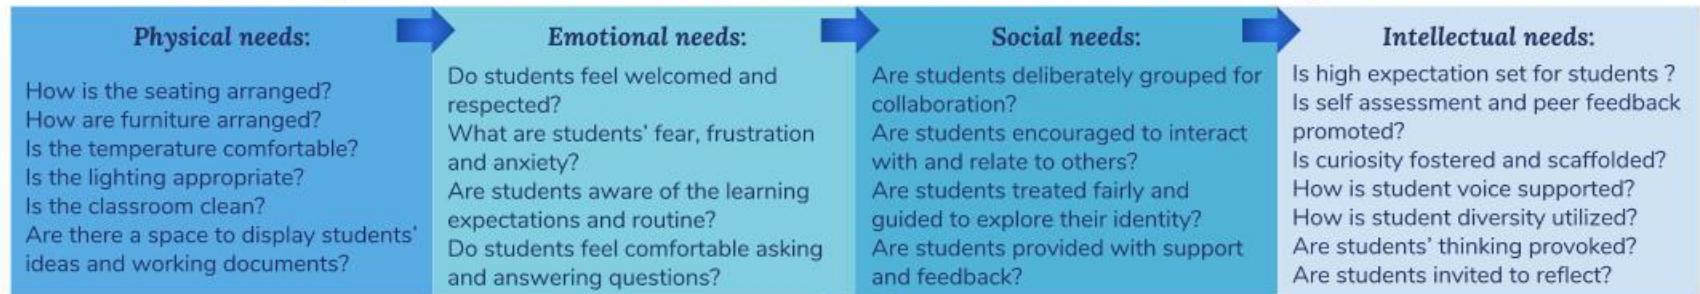 Physical needs:
How is the seating arranged?
How are furniture arranged?
Is the temperature comfortable?
Is the lighting appropriate?
Is the classroom clean?
Are there a space to display students'
ideas and working documents?
Emotional needs:
Do students feel welcomed and
respected?
What are students' fear, frustration
and anxiety?
Are students aware of the learning
expectations and routine?
Do students feel comfortable asking
and answering questions?
Social needs:
Are students deliberately grouped for
collaboration?
Are students encouraged to interact
with and relate to others?
Are students treated fairly and
guided to explore their identity?
Are students provided with support
and feedback?
Intellectual needs:
Is high expectation set for students ?
Is self assessment and peer feedback
promoted?
Is curiosity fostered and scaffolded?
How is student voice supported?
How is student diversity utilized?
Are students' thinking provoked?
Are students invited to reflect?